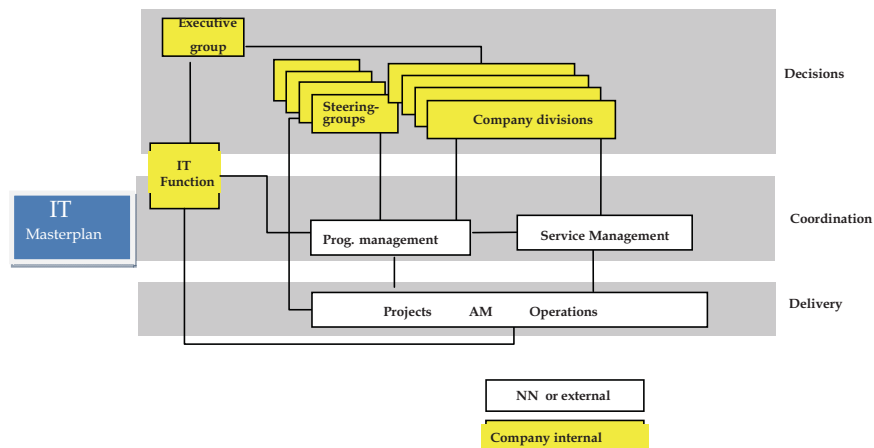 Executive
group
Decisions
Steering-
groups
Company divisions
IT
Function
IT
Masterplan
Coordination
Prog. management
Service Management
Delivery
Projects AM Operations
NN or external
Company internal